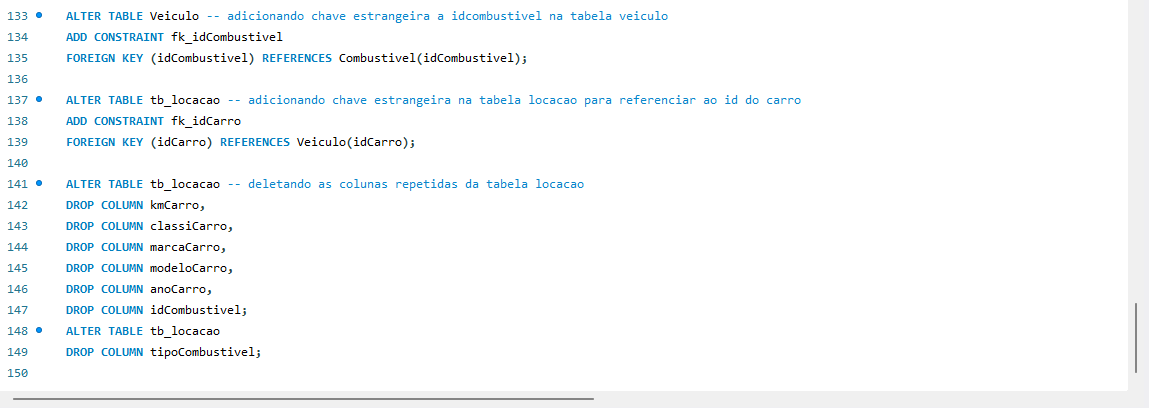 133 ALTER TABLE Veiculo -- adicionando chave estrangeira a idcombustivel na tabela veiculo
134 ADD CONSTRAINT fk_idCombustivel
135 FOREIGN KEY (idCombustivel) REFERENCES Combustivel(idCombustivel);
136
137 ALTER TABLE tb_locacao -- adicionando chave estrangeira na tabela locacao para referenciar ao id do carro
138 ADD CONSTRAINT fk_idCarro
139 FOREIGN KEY (idCarro) REFERENCES Veiculo(idCarro);
140
141 ALTER TABLE tb_locacao -- deletando as colunas repetidas da tabela locacao
142 DROP COLUMN kmCarro,
143 DROP COLUMN classiCarro,
144 DROP COLUMN marcaCarro,
145 DROP COLUMN modeloCarro,
146 DROP COLUMN anoCarro,
147 DROP COLUMN idCombustivel;
148 ALTER TABLE tb_locacao
149 DROP COLUMN tipoCombustivel;
150